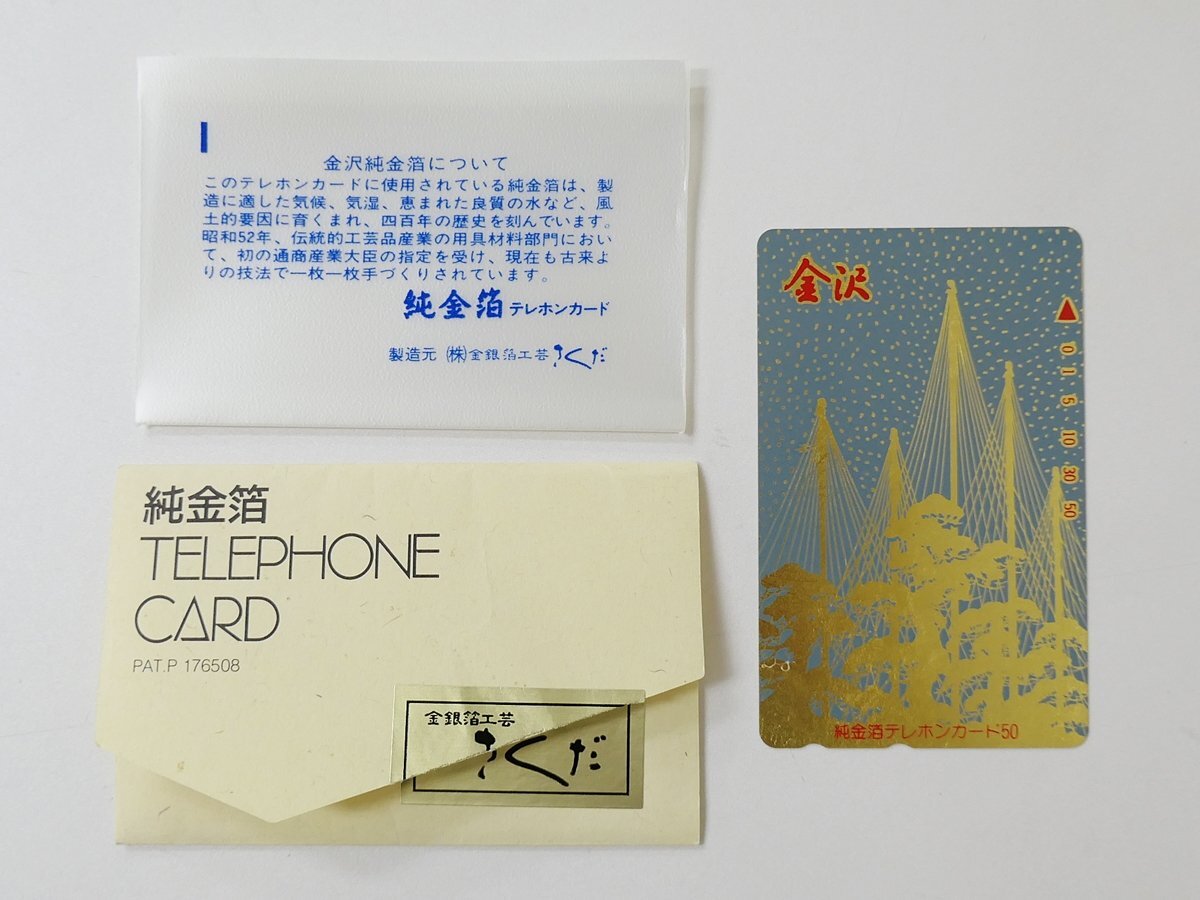 金沢純金箔について
このテレホンカードに使用されている純金箔は、製
造に適した気候、気湿、恵まれた良質の水など、風
土的要因に育くまれ、四百年の歴史を刻んでいます。
昭和52年、伝統的工芸品産業の用具材料部門におい
て、初の通商産業大臣の指定を受け、現在も古来よ
りの技法で一枚一枚手づくりされています。
純金箔テレホンカード
製造元 (株)金銀箔工芸さくだ
純金箔
TELEPHONE
CARD
PAT.P 176508
金銀箔工芸
さくだ
金沢
0 1 5 10 30 50
純金箔テレホンカード50